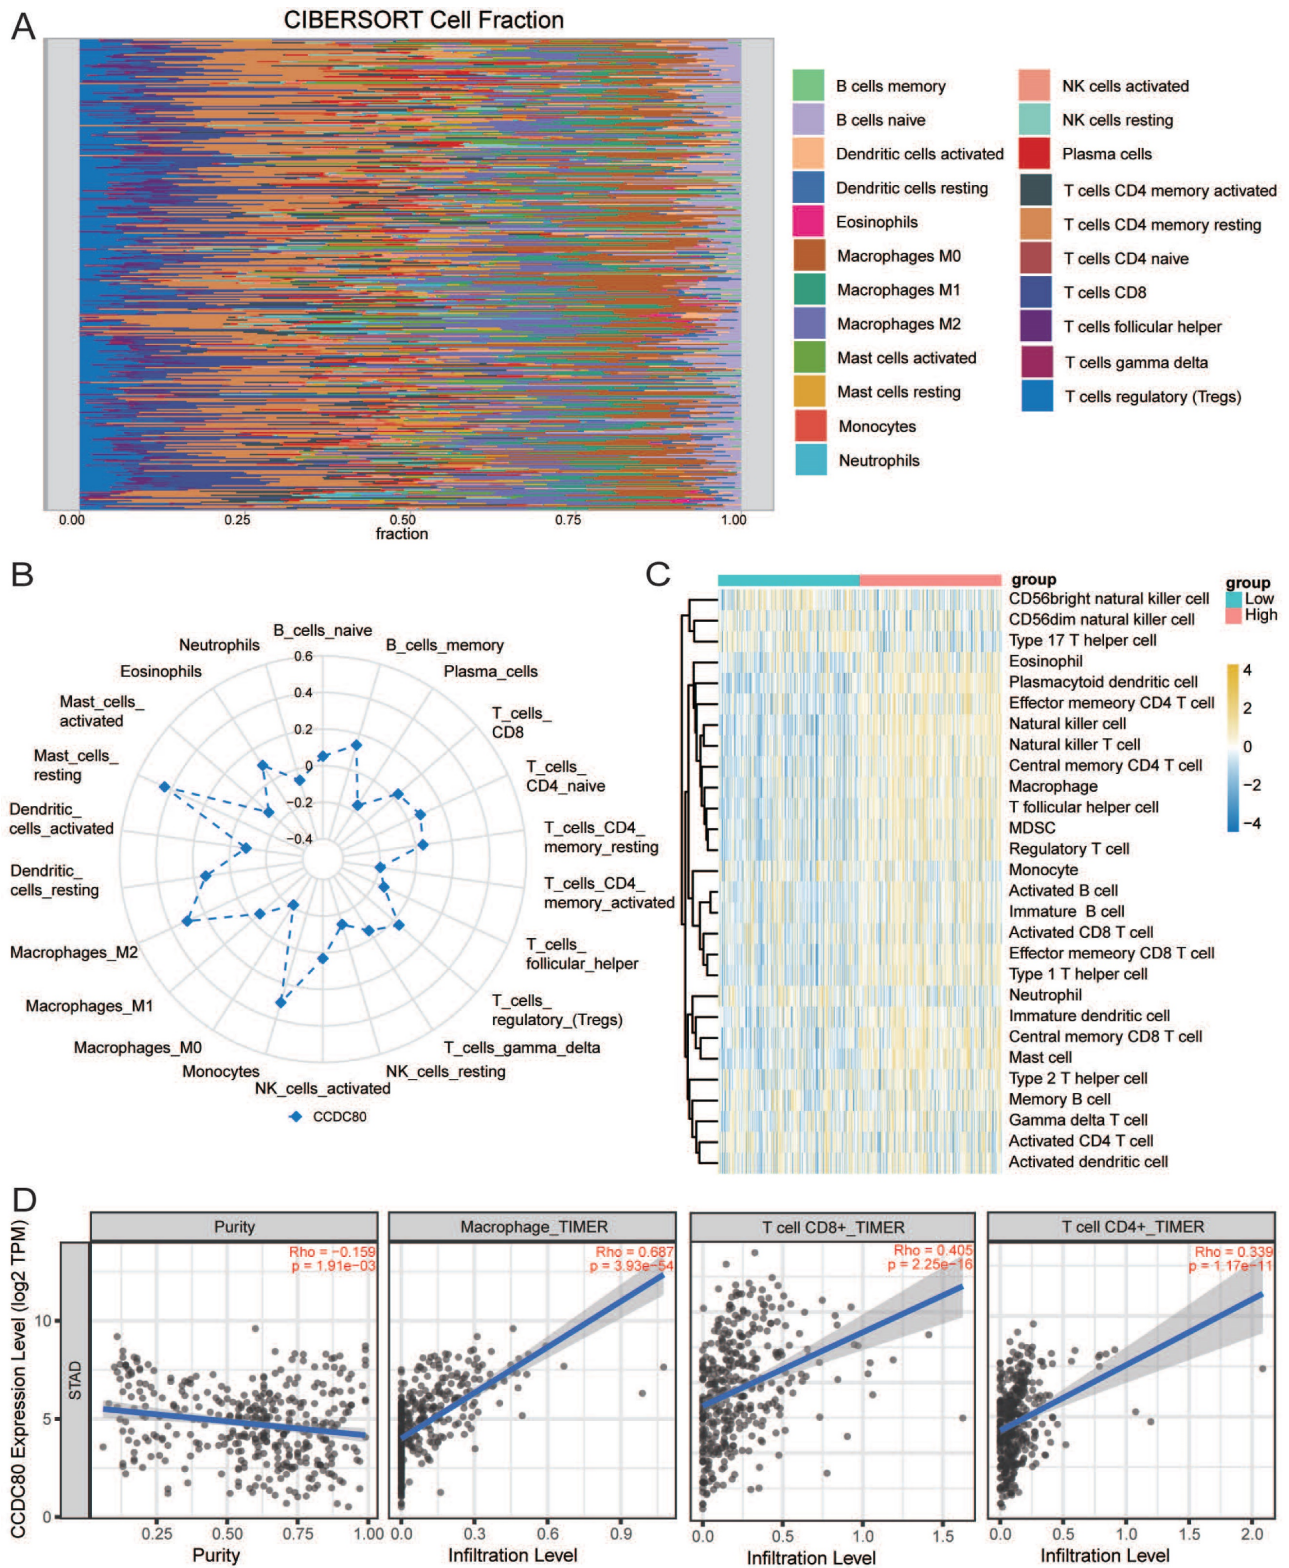 A
CIBERSORT Cell Fraction
B cells memory
B cells naive
Dendritic cells activated
Dendritic cells resting
Eosinophils
Macrophages M0
Macrophages M1
Macrophages M2
Mast cells activated
Mast cells resting
Monocytes
Neutrophils
NK cells activated
NK cells resting
Plasma cells
T cells CD4 memory activated
T cells CD4 memory resting
T cells CD4 naive
T cells CD8
T cells follicular helper
T cells gamma delta
T cells regulatory (Tregs)
0.00 0.25 0.50 0.75 1.00
fraction
B
B_cells_naive
B_cells_memory
Plasma_cells
T_cells_
CD8
T_cells_
CD4_naive
T_cells_CD4_
memory_resting
T_cells_CD4_
memory_activated
T_cells_
follicular_helper
T_cells_
regulatory_(Tregs)
T_cells_gamma_delta
NK_cells_resting
NK_cells_activated
Monocytes
Macrophages_M0
Macrophages_M1
Macrophages_M2
Dendritic_
cells_resting
Dendritic_
cells_activated
Mast_cells_
resting
Mast_cells_
activated
Eosinophils
Neutrophils
0.6
0.4
0.2
0
−0.2
−0.4
CCDC80
C
group
CD56bright natural killer cell
CD56dim natural killer cell
Type 17 T helper cell
Eosinophil
Plasmacytoid dendritic cell
Effector memeory CD4 T cell
Natural killer cell
Natural killer T cell
Central memory CD4 T cell
Macrophage
T follicular helper cell
MDSC
Regulatory T cell
Monocyte
Activated B cell
Immature B cell
Activated CD8 T cell
Effector memeory CD8 T cell
Type 1 T helper cell
Neutrophil
Immature dendritic cell
Central memory CD8 T cell
Mast cell
Type 2 T helper cell
Memory B cell
Gamma delta T cell
Activated CD4 T cell
Activated dendritic cell
group
Low
High
4
2
0
−2
−4
D
CCDC80 Expression Level (log2 TPM)
STAD
10
5
0
Purity
Rho = −0.159
p = 1.91e−03
0.25 0.50 0.75 1.00
Purity
Macrophage_TIMER
Rho = 0.687
p = 3.93e−54
0.0 0.3 0.6 0.9
Infiltration Level
T cell CD8+_TIMER
Rho = 0.405
p = 2.25e−16
0.0 0.5 1.0 1.5
Infiltration Level
T cell CD4+_TIMER
Rho = 0.339
p = 1.17e−11
0.0 0.5 1.0 1.5 2.0
Infiltration Level